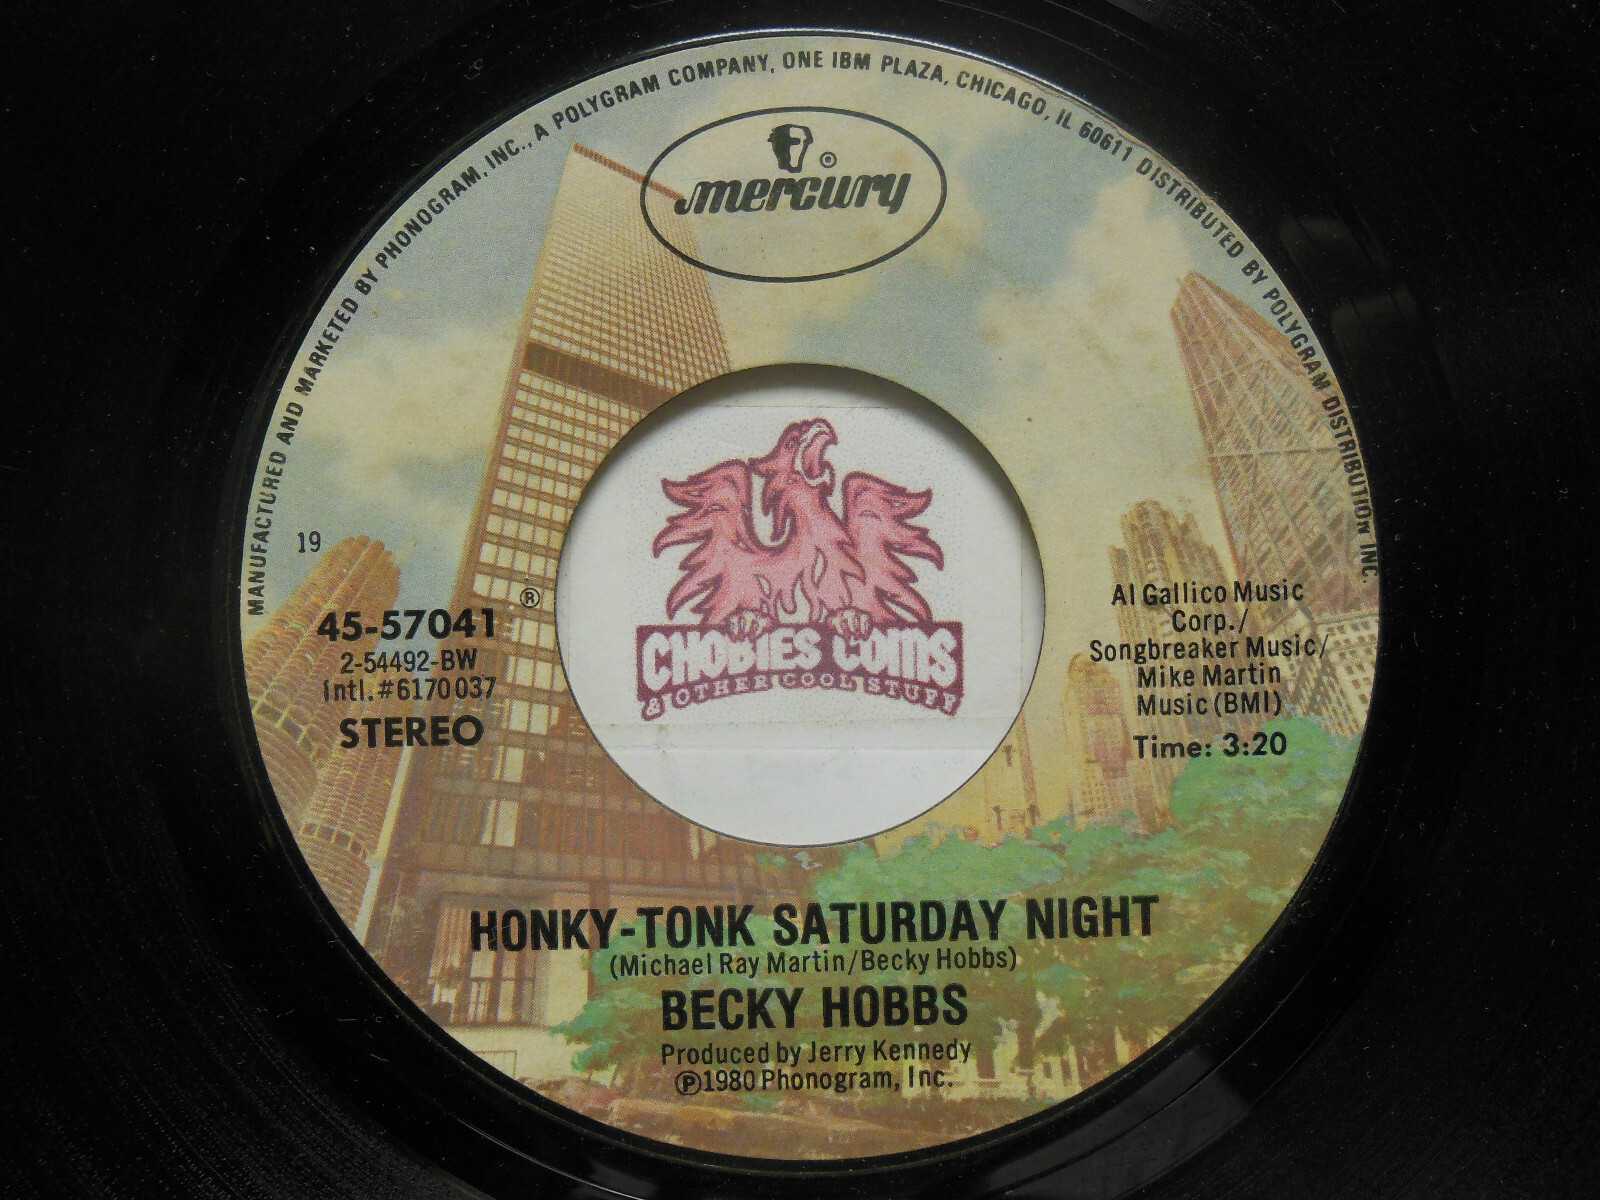 MANUFACTURED AND MARKETED BY PHONOGRAM, INC., A POLYGRAM COMPANY, ONE IBM PLAZA, CHICAGO, IL 60611 DISTRIBUTED BY POLYGRAM DISTRIBUTION INC.
®
mercury
19
®
45-57041
2-54492-BW
Intl.#6170037
STEREO
CHOBIES COINS
& OTHER COOL STUFF
Al Gallico Music
Corp./
Songbreaker Music/
Mike Martin
Music (BMI)
Time: 3:20
HONKY-TONK SATURDAY NIGHT
(Michael Ray Martin/Becky Hobbs)
BECKY HOBBS
Produced by Jerry Kennedy
℗1980 Phonogram, Inc.